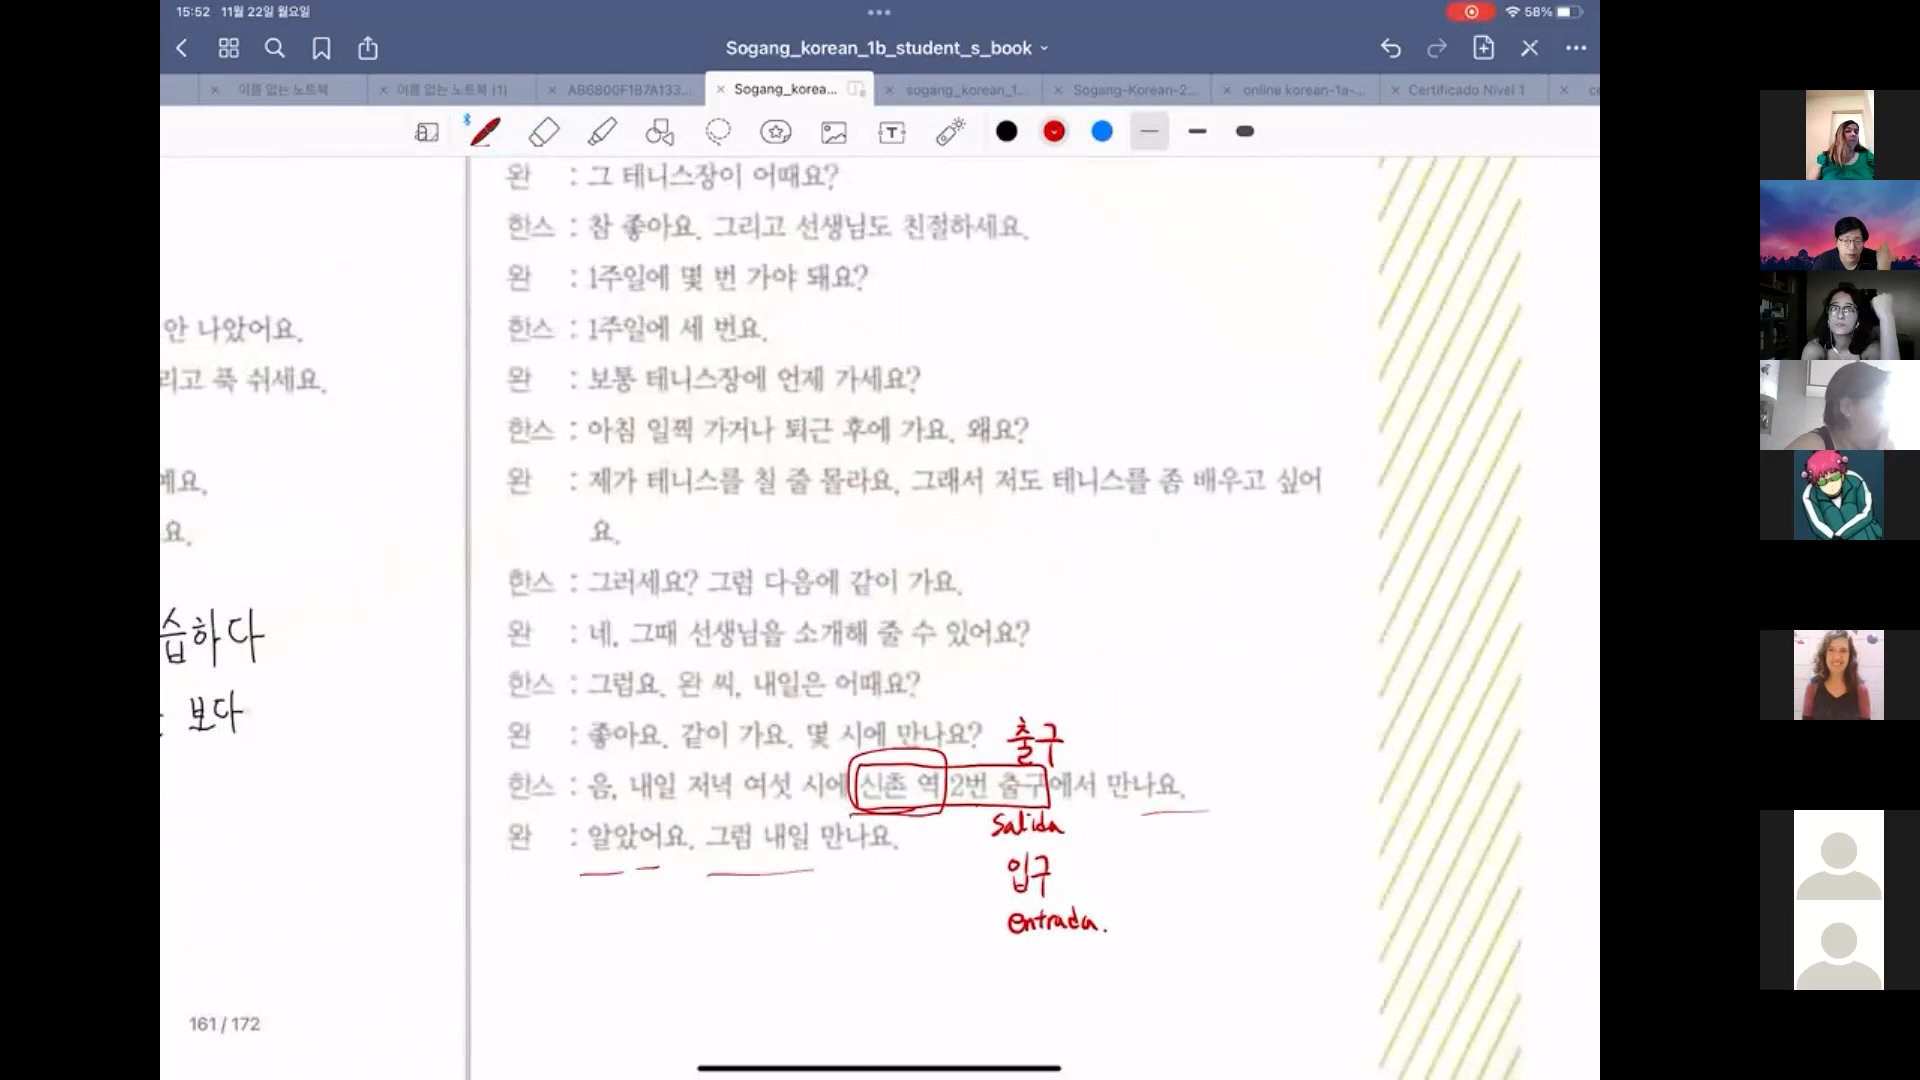 15:52 11월 22일 월요일
58%
Sogang_korean_1b_student_s_book
이름 없는 노트북
이름 없는 노트북 (1)
AB6800F1B7A133...
Sogang_korea...
sogang_korean_1...
Sogang-Korean-2...
online korean-1a-...
Certificado Nivel 1
ce
안 나았어요.
리고 푹 쉬세요.
예요.
요.
습하다
보다
161 / 172
완 : 그 테니스장이 어때요?
한스 : 참 좋아요. 그리고 선생님도 친절하세요.
완 : 1주일에 몇 번 가야 돼요?
한스 : 1주일에 세 번요.
완 : 보통 테니스장에 언제 가세요?
한스 : 아침 일찍 가거나 퇴근 후에 가요. 왜요?
완 : 제가 테니스를 칠 줄 몰라요. 그래서 저도 테니스를 좀 배우고 싶어
요.
한스 : 그러세요? 그럼 다음에 같이 가요.
완 : 네, 그때 선생님을 소개해 줄 수 있어요?
한스 : 그럼요. 완 씨, 내일은 어때요?
완 : 좋아요. 같이 가요. 몇 시에 만나요?
출구
한스 : 음, 내일 저녁 여섯 시에 신촌 역 2번 출구에서 만나요.
salida
완 : 알았어요. 그럼 내일 만나요.
입구
entrada.